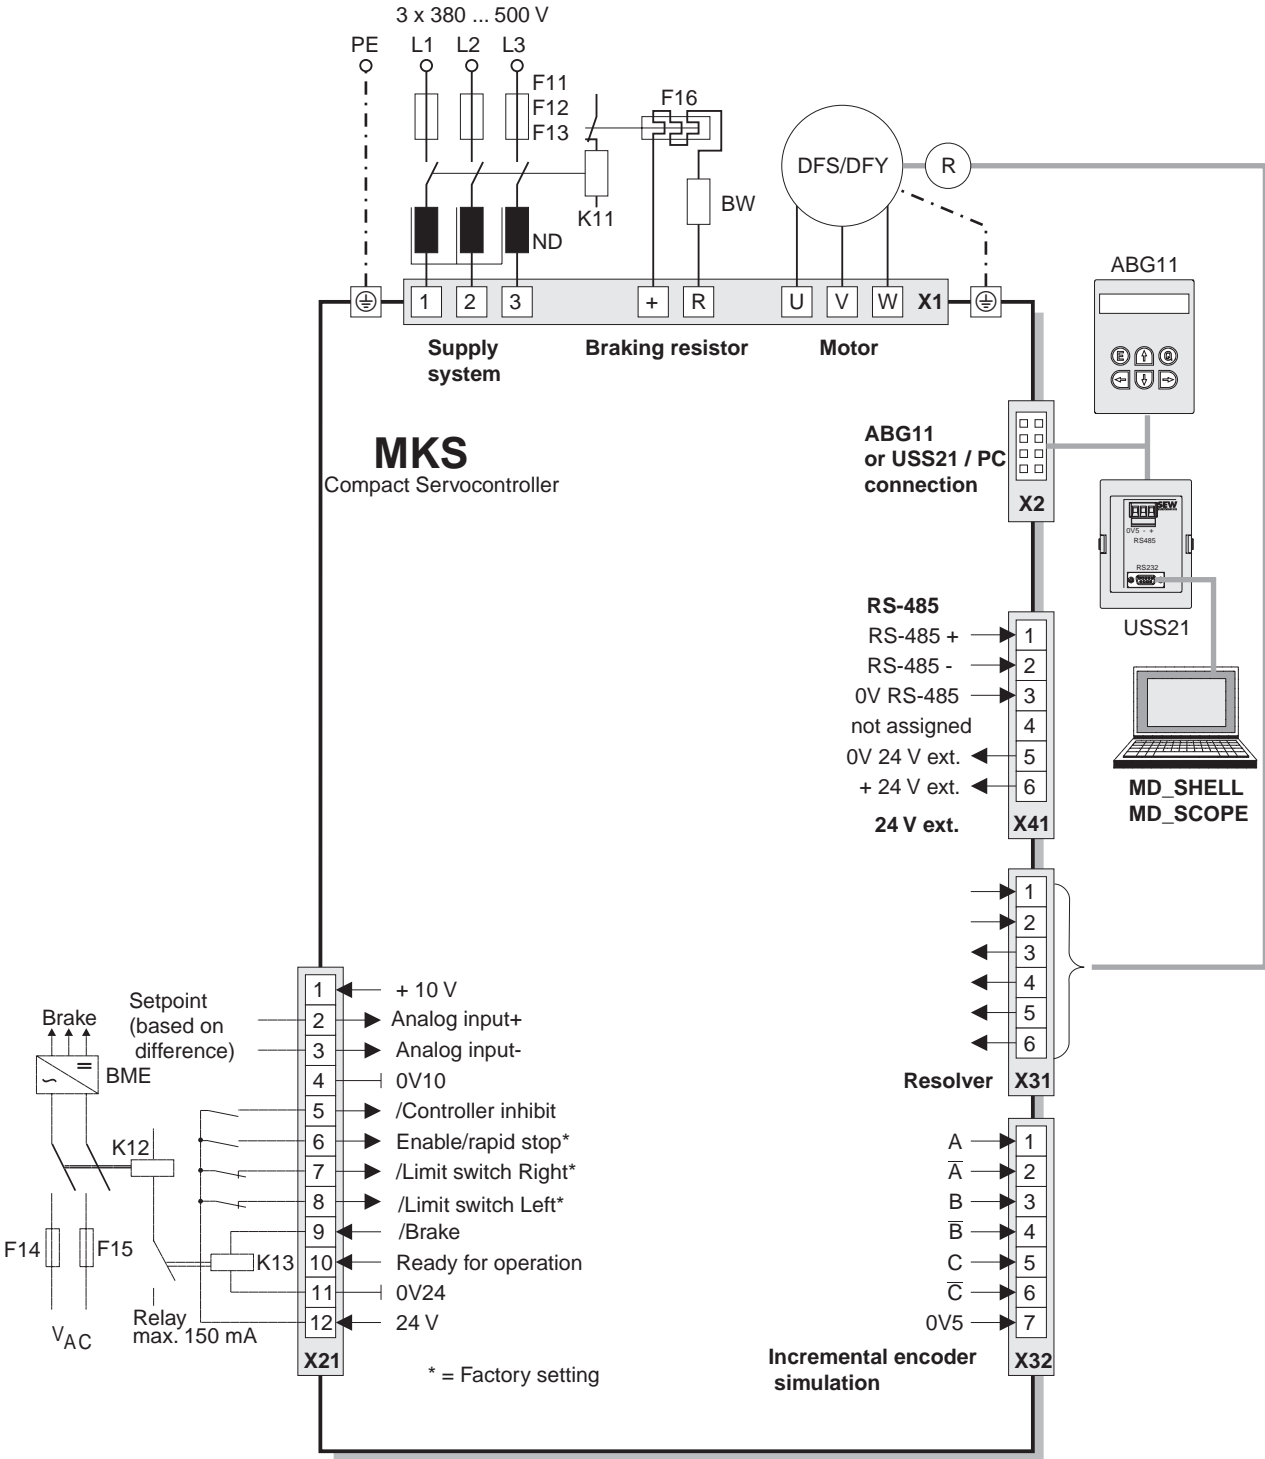 3 x 380 ... 500 V
PE L1 L2 L3
F11
F12
F13
F16
K11
BW
ND
DFS/DFY
R
1 2 3 + R U V W X1
Supply
system
Braking resistor
Motor
ABG11
E Q
MKS
Compact Servocontroller
ABG11
or USS21 / PC
connection
X2
SEW
0V5 - +
RS485
RS232
USS21
MD_SHELL
MD_SCOPE
RS-485
RS-485 + 1
RS-485 - 2
0V RS-485 3
not assigned 4
0V 24 V ext. 5
+ 24 V ext. 6
24 V ext. X41
1
2
3
4
5
6
Resolver X31
A 1
A̅ 2
B 3
B̅ 4
C 5
C̅ 6
0V5 7
Incremental encoder
simulation
X32
Setpoint
(based on
difference)
Brake
BME
K12
F14
F15
K13
VAC
Relay
max. 150 mA
1 + 10 V
2 Analog input+
3 Analog input-
4 0V10
5 /Controller inhibit
6 Enable/rapid stop*
7 /Limit switch Right*
8 /Limit switch Left*
9 /Brake
10 Ready for operation
11 0V24
12 24 V
X21
* = Factory setting